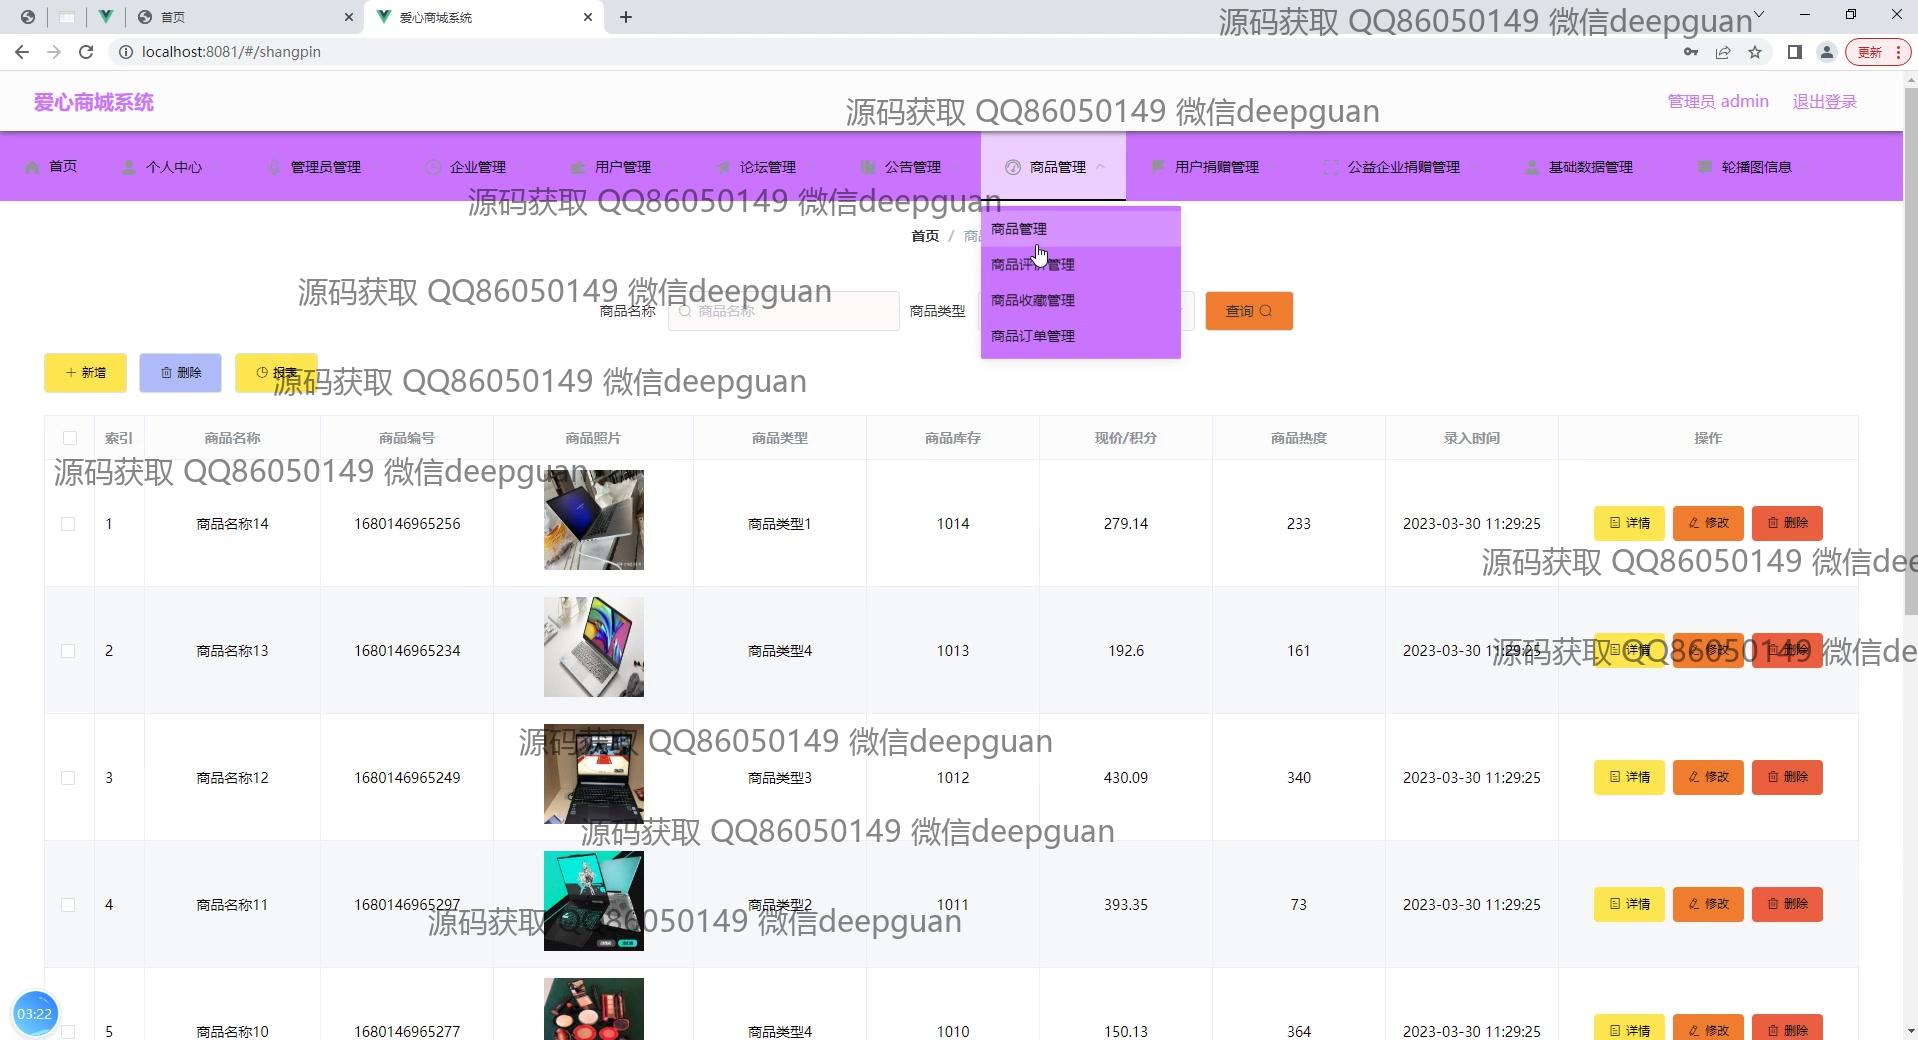 首页
爱心商城系统
源码获取 QQ86050149 微信deepguan
localhost:8081/#/shangpin
更新
爱心商城系统
源码获取 QQ86050149 微信deepguan
管理员 admin 退出登录
首页 个人中心 管理员管理 企业管理 用户管理 论坛管理 公告管理 商品管理 用户捐赠管理 公益企业捐赠管理 基础数据管理 轮播图信息
源码获取 QQ86050149 微信deepguan
首页 /
商品管理
商品评价管理
商品收藏管理
商品订单管理
源码获取 QQ86050149 微信deepguan
商品名称 商品名称 商品类型 查询
新增 删除 报表
源码获取 QQ86050149 微信deepguan
索引 商品名称 商品编号 商品照片 商品类型 商品库存 现价/积分 商品热度 录入时间 操作
源码获取 QQ86050149 微信deepguan
1 商品名称14 1680146965256 商品类型1 1014 279.14 233 2023-03-30 11:29:25 详情 修改 删除
源码获取 QQ86050149 微信dee
2 商品名称13 1680146965234 商品类型4 1013 192.6 161 2023-03-30 11:29:25 详情 修改 删除
源码获取 QQ86050149 微信de
源码获取 QQ86050149 微信deepguan
3 商品名称12 1680146965249 商品类型3 1012 430.09 340 2023-03-30 11:29:25 详情 修改 删除
源码获取 QQ86050149 微信deepguan
4 商品名称11 1680146965297 商品类型2 1011 393.35 73 2023-03-30 11:29:25 详情 修改 删除
源码获取 QQ86050149 微信deepguan
03:22
5 商品名称10 1680146965277 商品类型4 1010 150.13 364 2023-03-30 11:29:25 详情 修改 删除